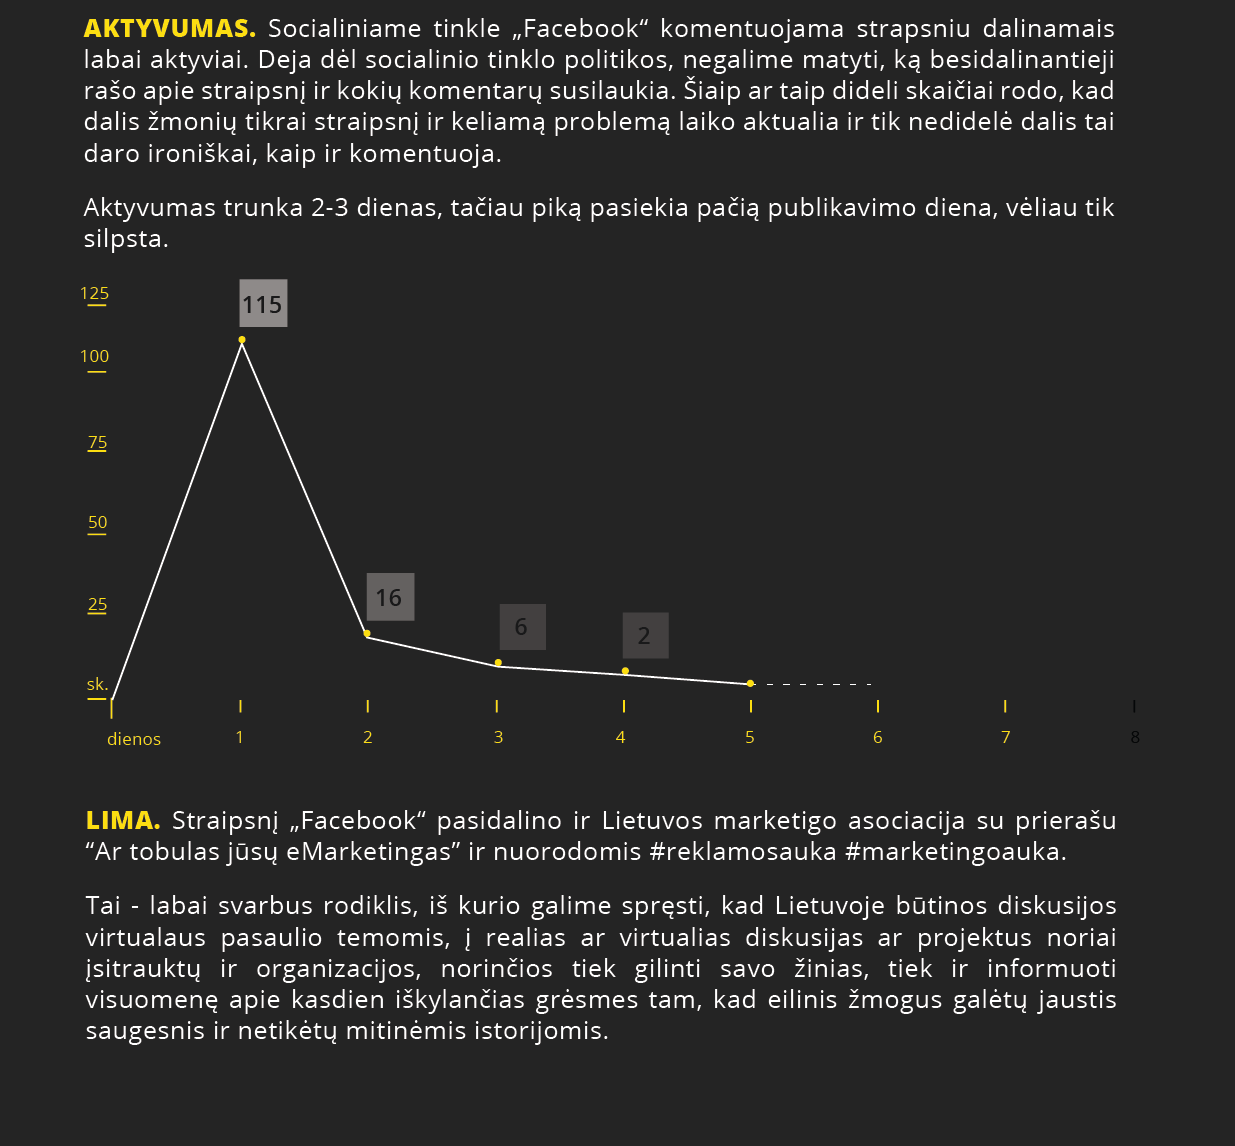 AKTYVUMAS. Socialiniame tinkle „Facebook“ komentuojama strapsniu dalinamais
labai aktyviai. Deja dėl socialinio tinklo politikos, negalime matyti, ką besidalinantieji
rašo apie straipsnį ir kokių komentarų susilaukia. Šiaip ar taip dideli skaičiai rodo, kad
dalis žmonių tikrai straipsnį ir keliamą problemą laiko aktualia ir tik nedidelė dalis tai
daro ironiškai, kaip ir komentuoja.
Aktyvumas trunka 2-3 dienas, tačiau piką pasiekia pačią publikavimo diena, vėliau tik
silpsta.
125
115
100
75
50
25
16
6
2
sk.
dienos 1 2 3 4 5 6 7 8
LIMA. Straipsnį „Facebook“ pasidalino ir Lietuvos marketigo asociacija su prierašu
“Ar tobulas jūsų eMarketingas” ir nuorodomis #reklamosauka #marketingoauka.
Tai - labai svarbus rodiklis, iš kurio galime spręsti, kad Lietuvoje būtinos diskusijos
virtualaus pasaulio temomis, į realias ar virtualias diskusijas ar projektus noriai
įsitrauktų ir organizacijos, norinčios tiek gilinti savo žinias, tiek ir informuoti
visuomenę apie kasdien iškylančias grėsmes tam, kad eilinis žmogus galėtų jaustis
saugesnis ir netikėtų mitinėmis istorijomis.